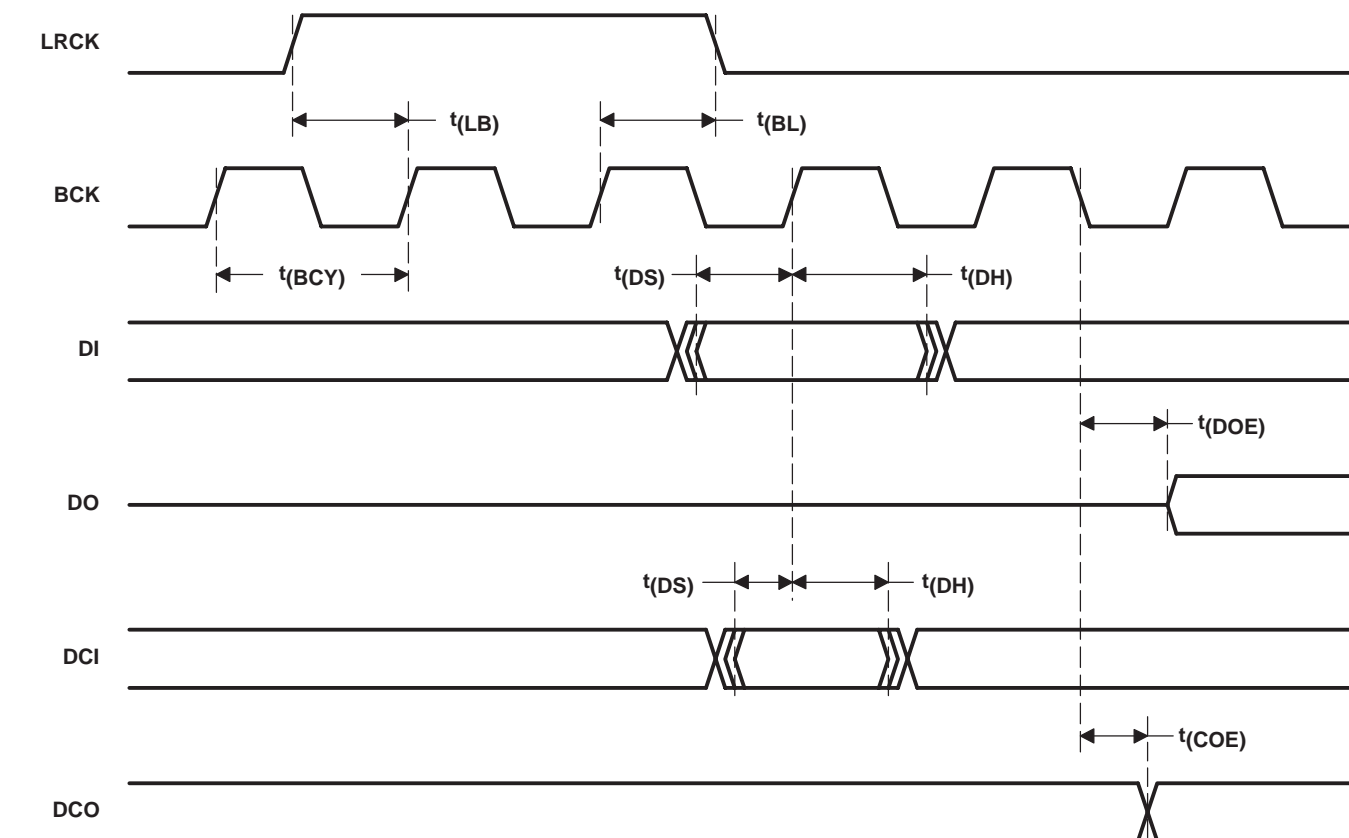 LRCK
t(LB)
t(BL)
BCK
t(BCY)
t(DS)
t(DH)
DI
t(DOE)
DO
t(DS)
t(DH)
DCI
t(COE)
DCO